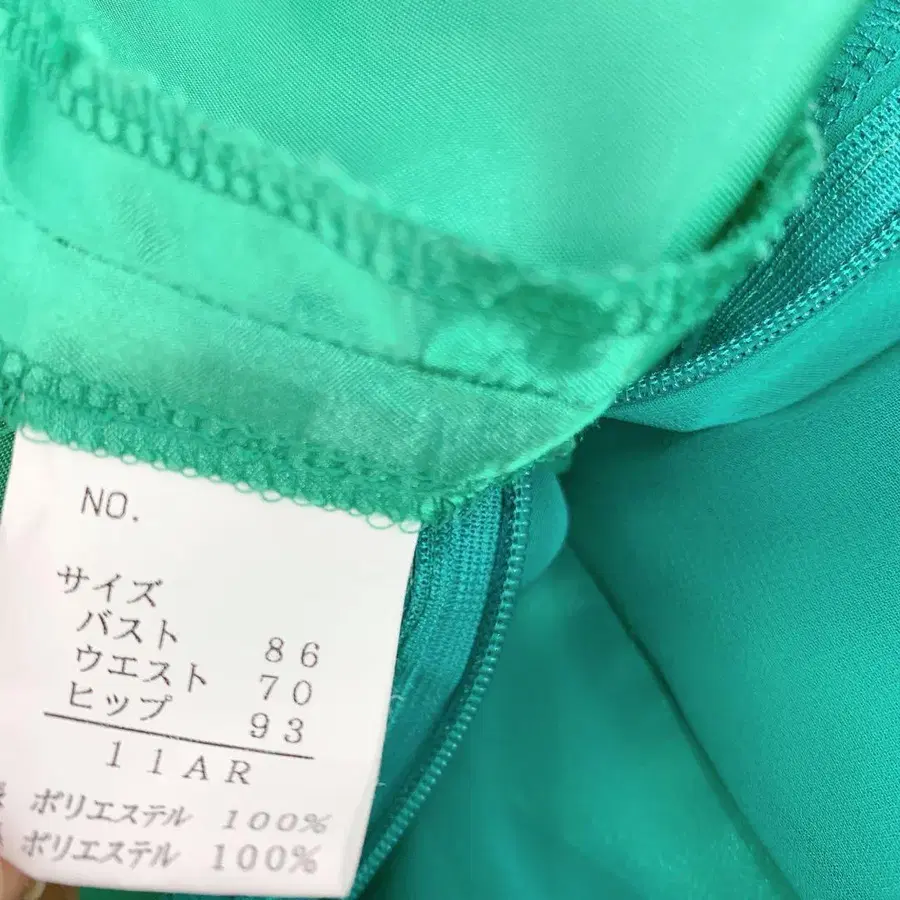 NO.
サイズ
バスト 86
ウエスト 70
ヒップ 93
11AR
ポリエステル 100%
ポリエステル 100%